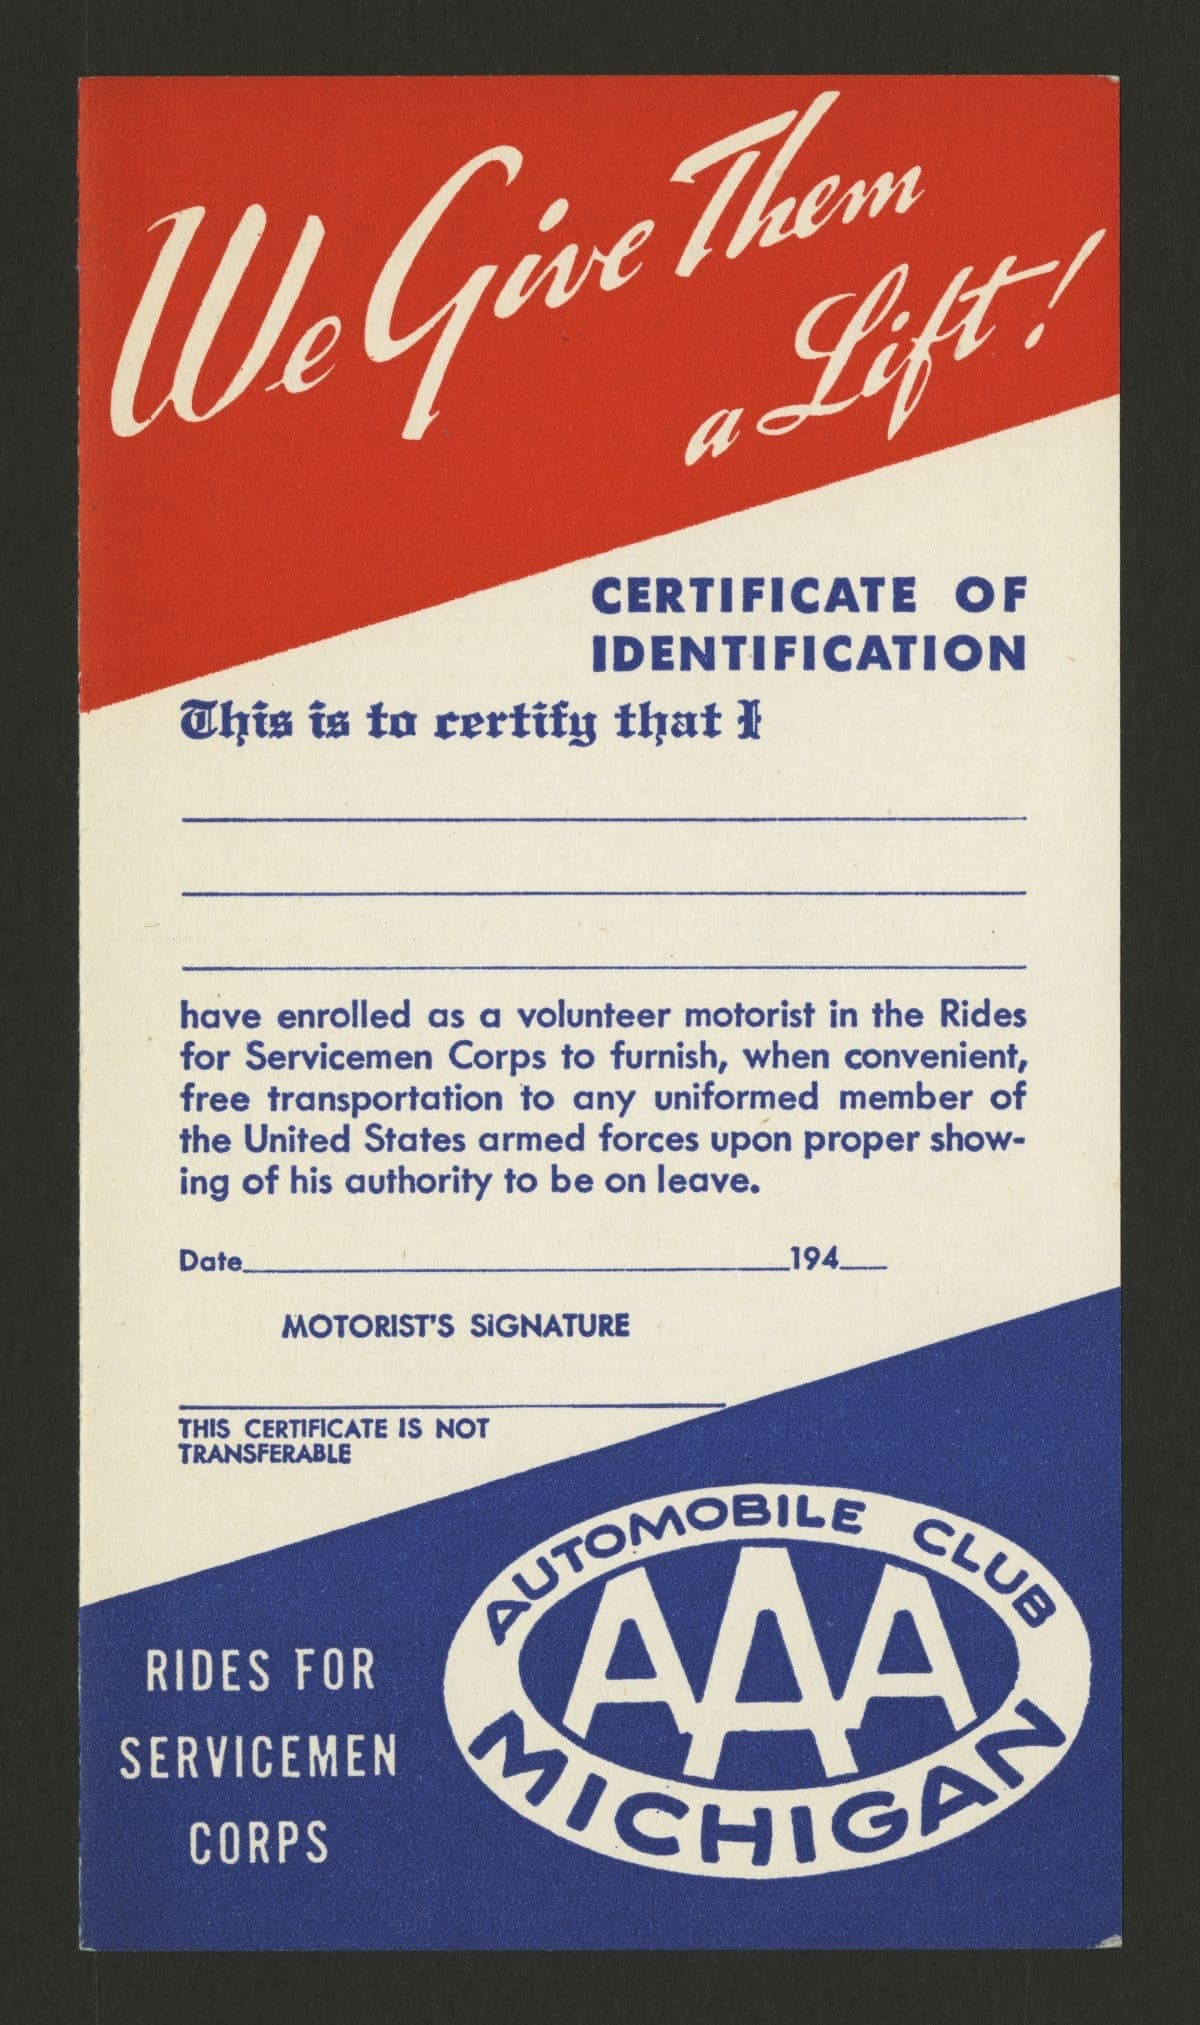 We Give Them
a Lift!
CERTIFICATE OF
IDENTIFICATION
This is to certify that I
have enrolled as a volunteer motorist in the Rides
for Servicemen Corps to furnish, when convenient,
free transportation to any uniformed member of
the United States armed forces upon proper show-
ing of his authority to be on leave.
Date____________________194__
MOTORIST'S SIGNATURE
THIS CERTIFICATE IS NOT
TRANSFERABLE
RIDES FOR
SERVICEMEN
CORPS
AUTOMOBILE CLUB
AAA
MICHIGAN